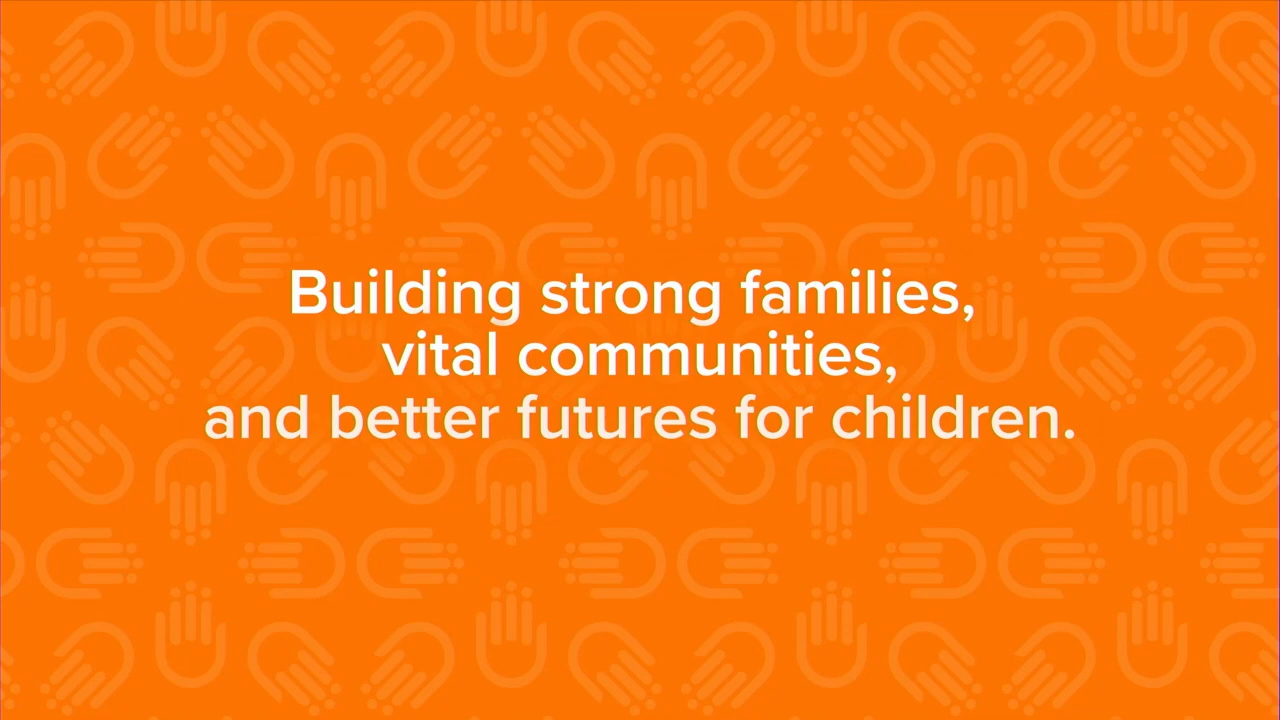 Building strong families,
vital communities,
and better futures for children.